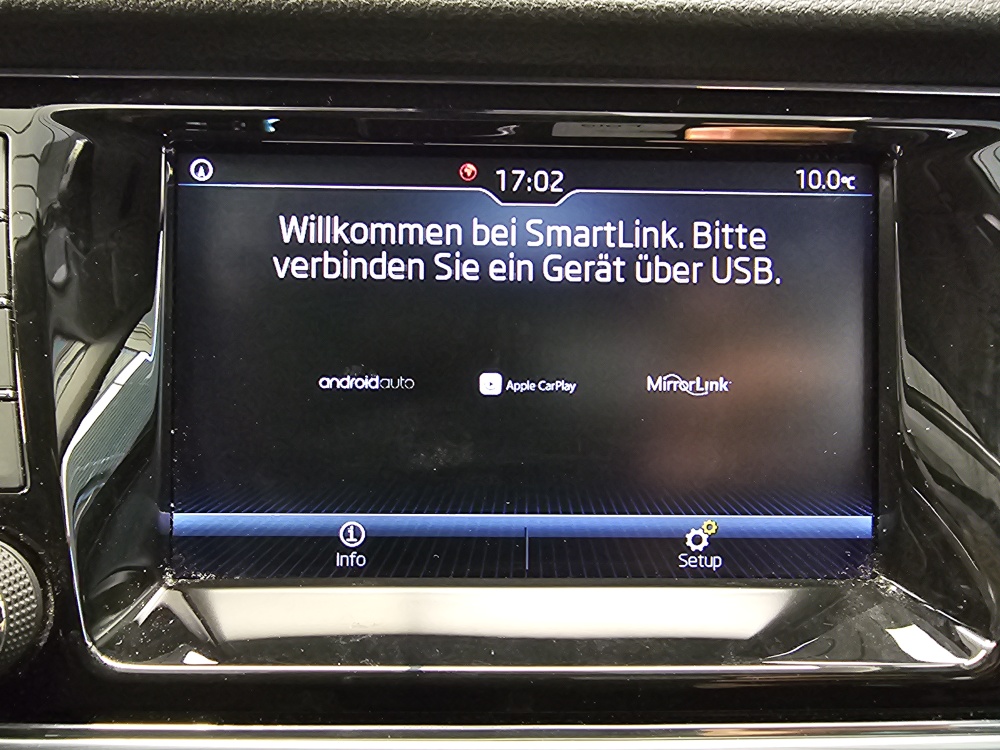 17:02
10.0°C
Willkommen bei SmartLink. Bitte
verbinden Sie ein Gerät über USB.
androidauto
Apple CarPlay
MirrorLink
Info
Setup